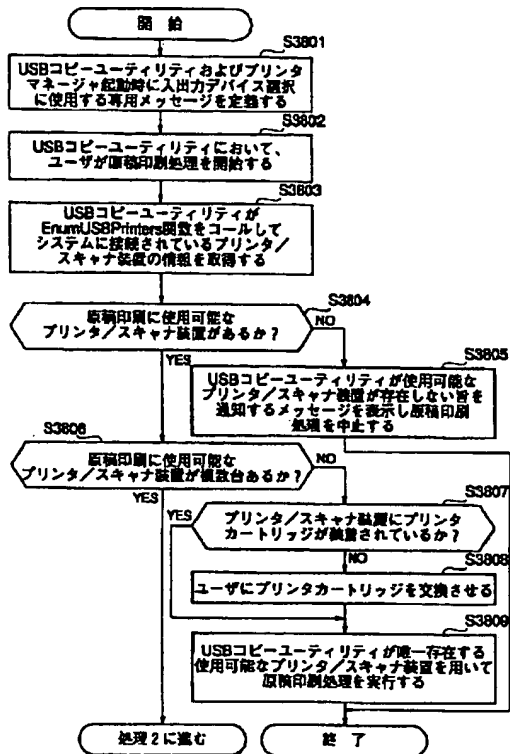 開 始
S3801
USBコピーユーティリティおよびプリンタ
マネージャ起動時に入出力デバイス選択
に使用する専用メッセージを定義する
S3802
USBコピーユーティリティにおいて、
ユーザが原稿印刷処理を開始する
S3803
USBコピーユーティリティが
EnumUSBPrinters関数をコールして
システムに接続されているプリンタ/
スキャナ装置の情報を取得する
S3804
原稿印刷に使用可能な
プリンタ/スキャナ装置があるか?
NO
YES
S3805
USBコピーユーティリティが使用可能な
プリンタ/スキャナ装置が存在しない旨を
通知するメッセージを表示し原稿印刷
処理を中止する
S3806
原稿印刷に使用可能な
プリンタ/スキャナ装置が複数台あるか?
NO
YES
S3807
プリンタ/スキャナ装置にプリンタ
カートリッジが装着されているか?
YES
NO
S3808
ユーザにプリンタカートリッジを交換させる
S3809
USBコピーユーティリティが唯一存在する
使用可能なプリンタ/スキャナ装置を用いて
原稿印刷処理を実行する
処理2に進む
終 了